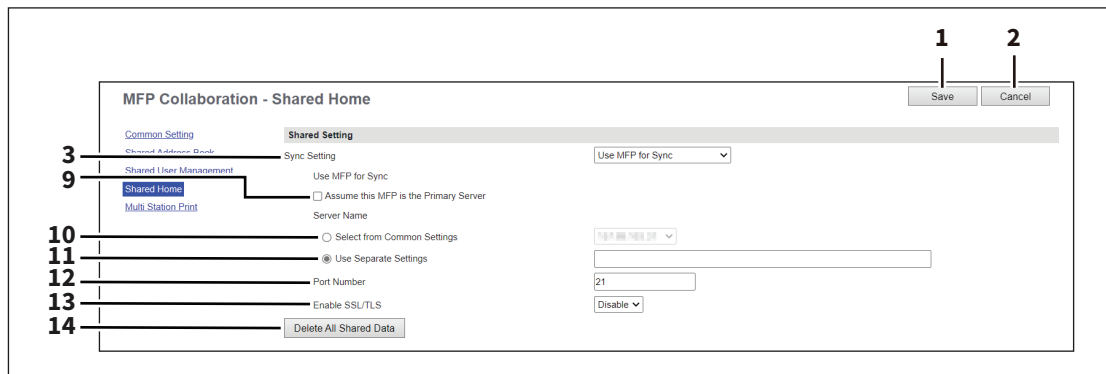 1 2
MFP Collaboration - Shared Home Save Cancel
Common Setting Shared Setting
Shared Address Book
3 Sync Setting Use MFP for Sync
Shared User Management Use MFP for Sync
9 Shared Home Assume this MFP is the Primary Server
Multi Station Print Server Name
10 Select from Common Settings
11 Use Separate Settings
12 Port Number 21
13 Enable SSL/TLS Disable
14 Delete All Shared Data